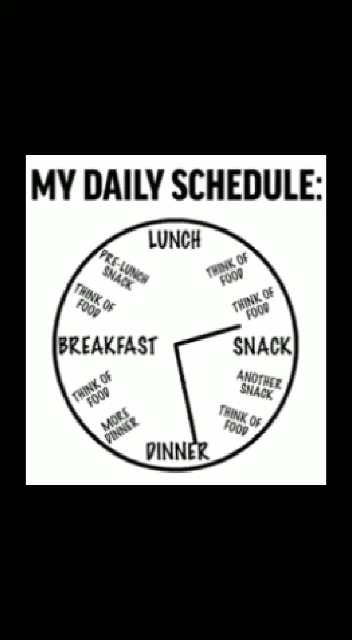 MY DAILY SCHEDULE:
LUNCH
THINK OF
FOOD
THINK OF
FOOD
SNACK
ANOTHER
SNACK
THINK OF
FOOD
DINNER
MORE
DINNER
THINK OF
FOOD
BREAKFAST
THINK OF
FOOD
PRE-LUNCH
SNACK